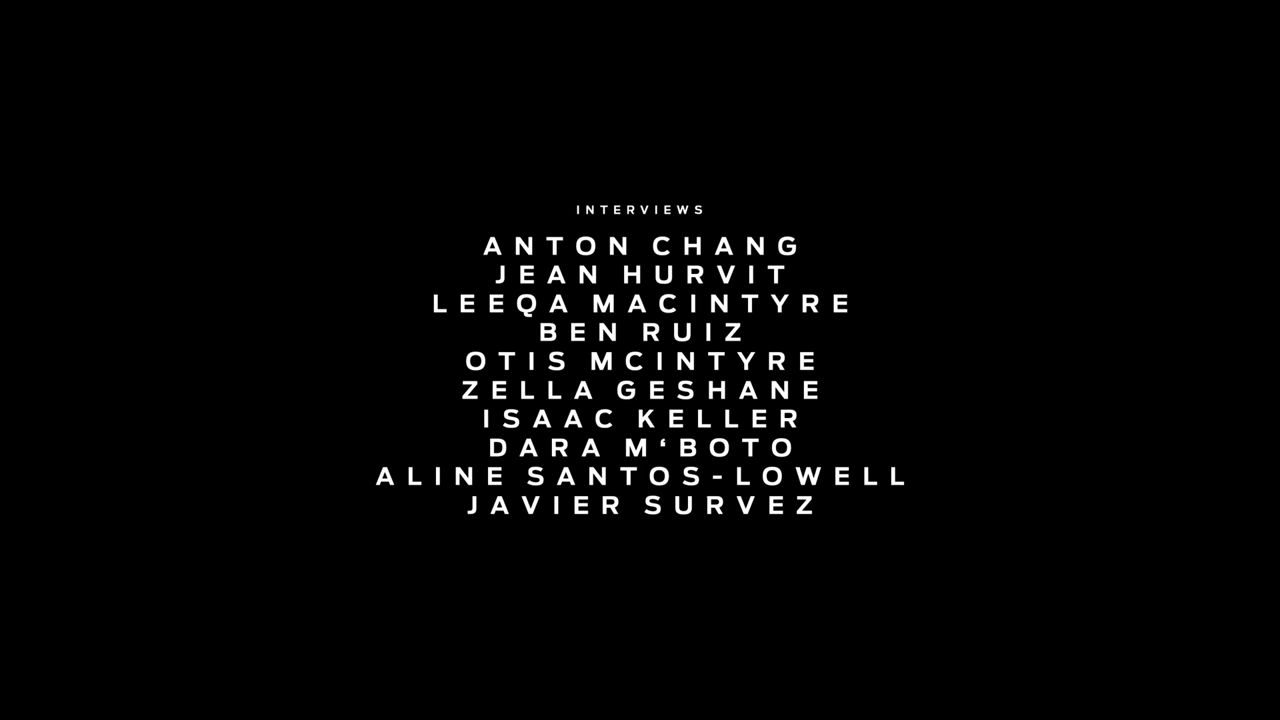 INTERVIEWS
ANTON CHANG
JEAN HURVIT
LEEQA MACINTYRE
BEN RUIZ
OTIS MCINTYRE
ZELLA GESHANE
ISAAC KELLER
DARA M‘BOTO
ALINE SANTOS-LOWELL
JAVIER SURVEZ